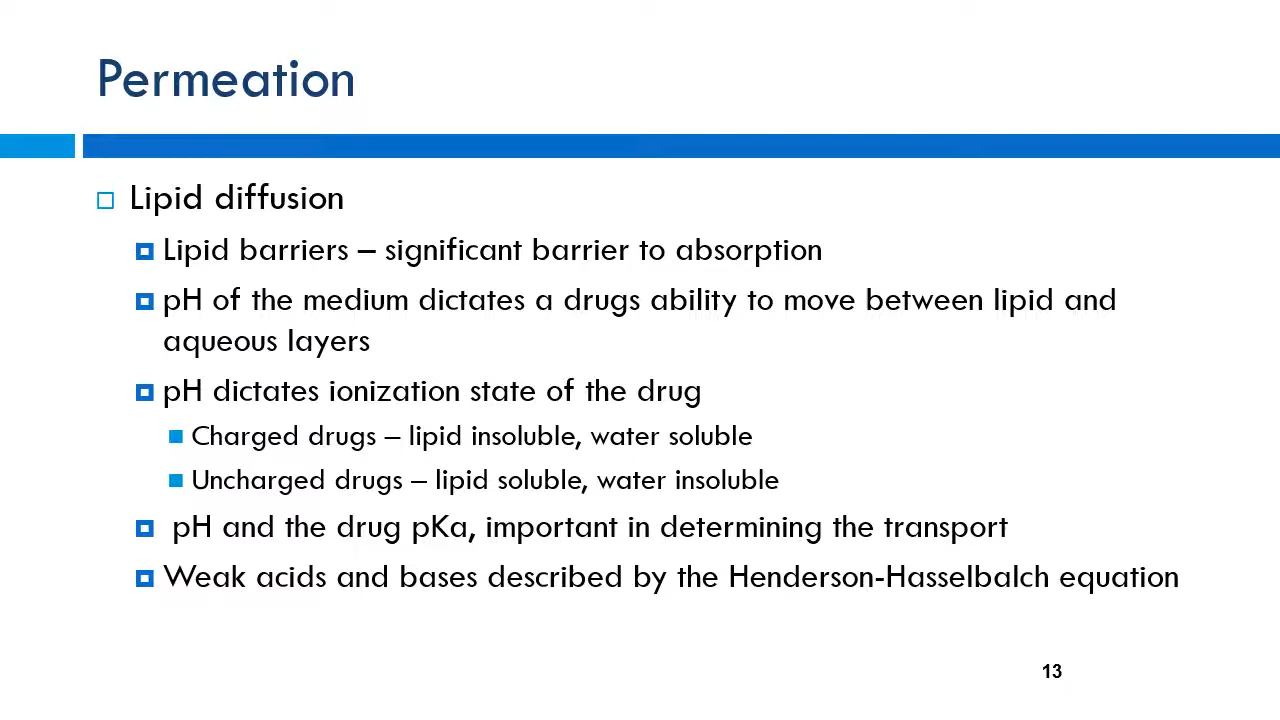 Permeation
Lipid diffusion
Lipid barriers – significant barrier to absorption
pH of the medium dictates a drugs ability to move between lipid and
aqueous layers
pH dictates ionization state of the drug
Charged drugs – lipid insoluble, water soluble
Uncharged drugs – lipid soluble, water insoluble
pH and the drug pKa, important in determining the transport
Weak acids and bases described by the Henderson-Hasselbalch equation
13